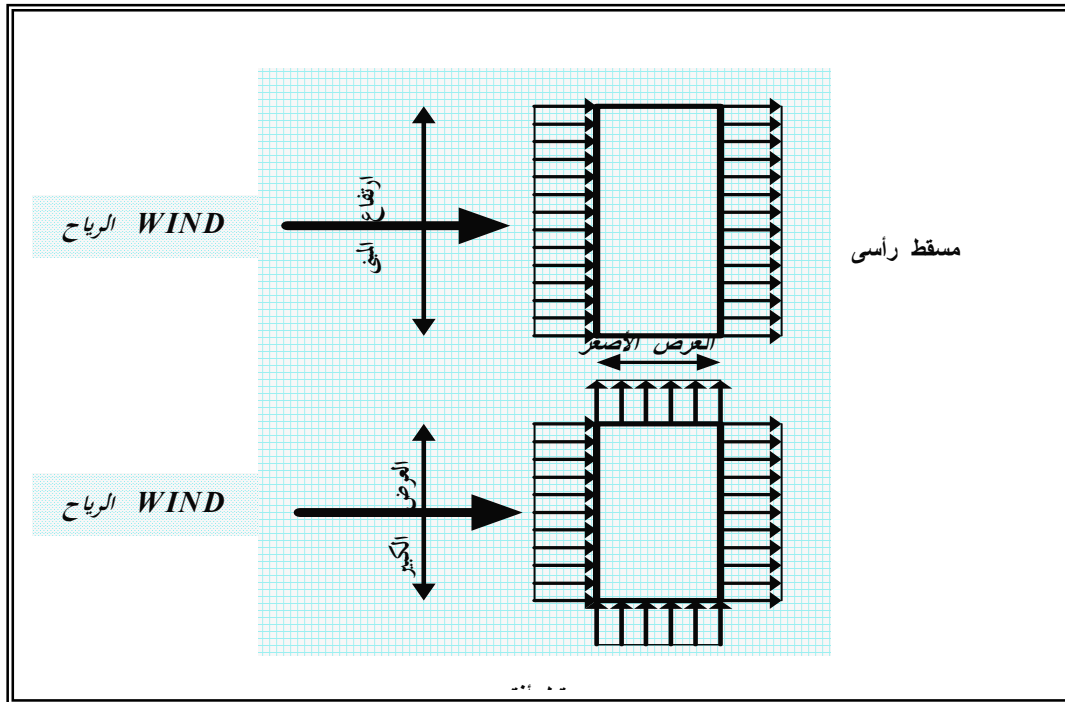 ارتفاع المبنى
الرياح WIND
مسقط رأسى
العرض الأصغر
العرض الكبير
الرياح WIND